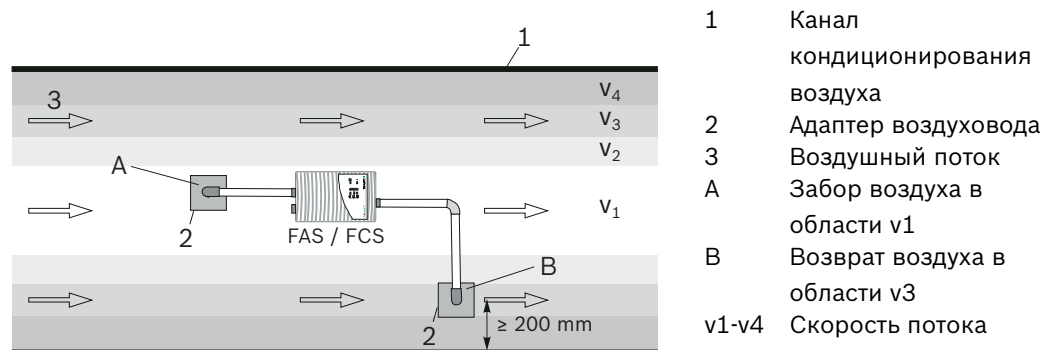 1
v4
3
v3
v2
A
v1
2
FAS / FCS
B
2
≥ 200 mm
1 Канал
кондиционирования
воздуха
2 Адаптер воздуховода
3 Воздушный поток
A Забор воздуха в
области v1
B Возврат воздуха в
области v3
v1-v4 Скорость потока